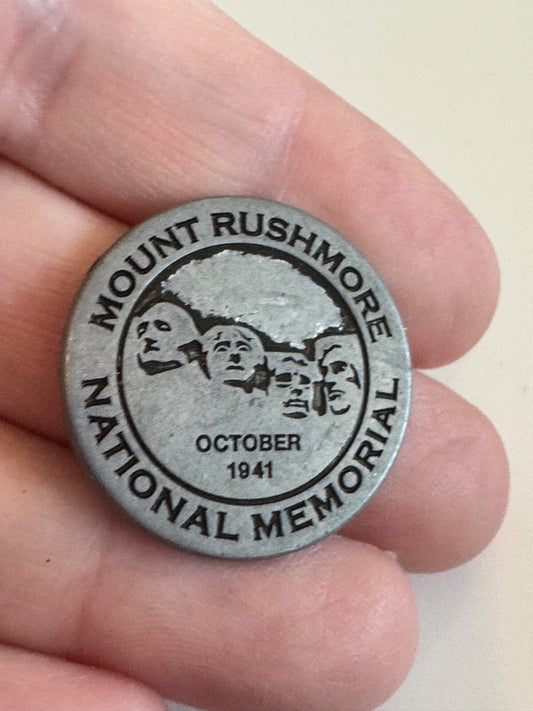 MOUNT RUSHMORE
NATIONAL MEMORIAL
OCTOBER
1941